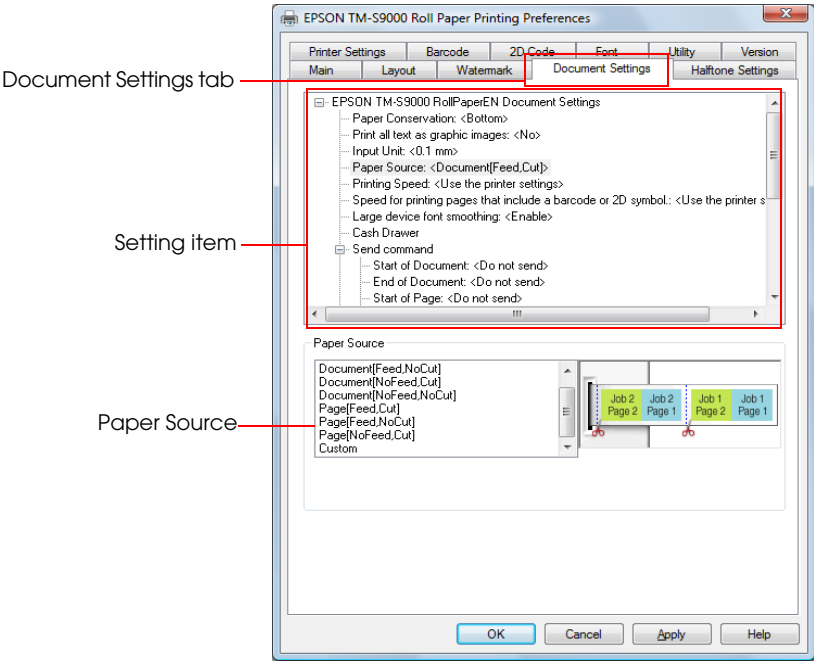 EPSON TM-S9000 Roll Paper Printing Preferences
Printer Settings Barcode 2D Code Font Utility Version
Main Layout Watermark Document Settings Halftone Settings
Document Settings tab
EPSON TM-S9000 RollPaperEN Document Settings
Paper Conservation: <Bottom>
Print all text as graphic images: <No>
Input Unit: <0.1 mm>
Paper Source: <Document[Feed,Cut]>
Printing Speed: <Use the printer settings>
Speed for printing pages that include a barcode or 2D symbol.: <Use the printer s
Large device font smoothing: <Enable>
Cash Drawer
Setting item
Send command
Start of Document: <Do not send>
End of Document: <Do not send>
Start of Page: <Do not send>
Paper Source
Document[Feed,NoCut]
Document[NoFeed,Cut]
Document[NoFeed,NoCut]
Page[Feed,Cut]
Page[Feed,NoCut]
Page[NoFeed,Cut]
Custom
Job 2 Job 2 Job 1 Job 1
Page 2 Page 1 Page 2 Page 1
Paper Source
OK Cancel Apply Help